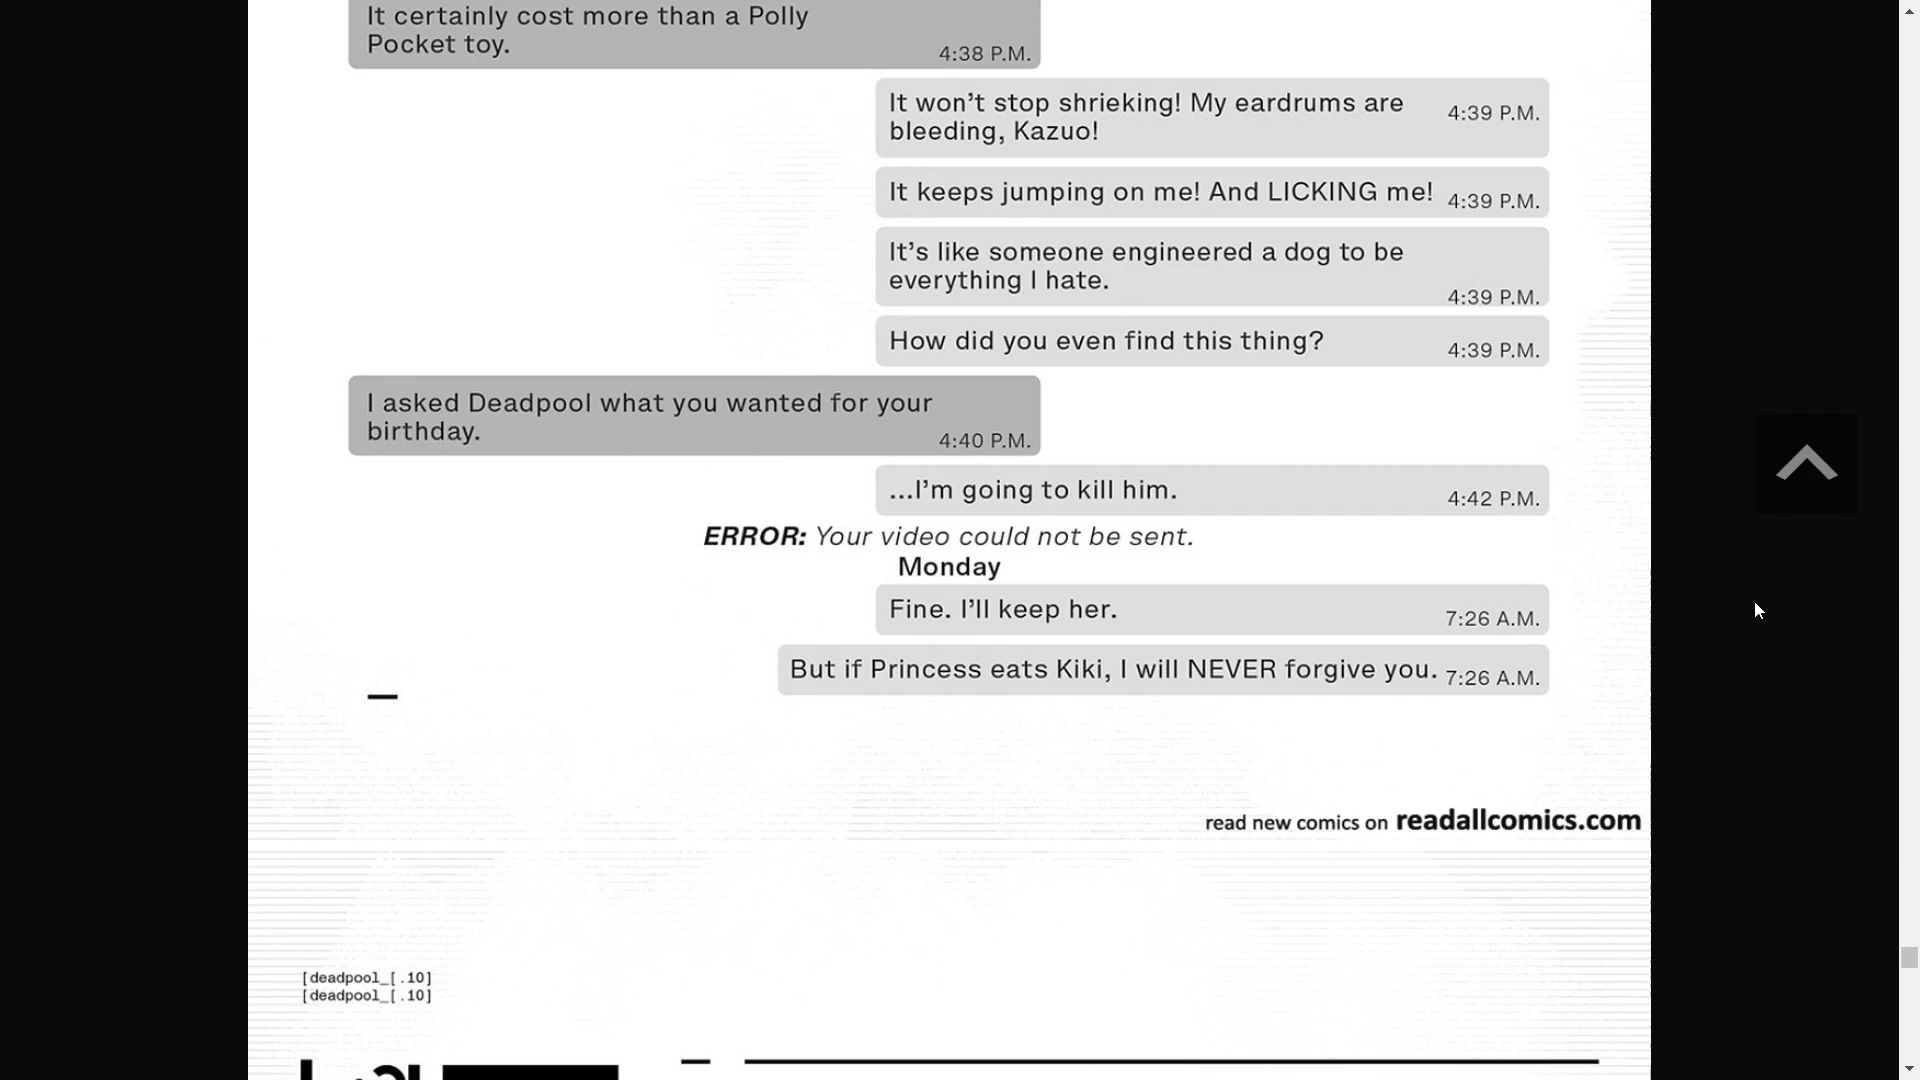 It certainly cost more than a Polly
Pocket toy.
4:38 P.M.
It won’t stop shrieking! My eardrums are
bleeding, Kazuo!
4:39 P.M.
It keeps jumping on me! And LICKING me!
4:39 P.M.
It’s like someone engineered a dog to be
everything I hate.
4:39 P.M.
How did you even find this thing?
4:39 P.M.
I asked Deadpool what you wanted for your
birthday.
4:40 P.M.
...I’m going to kill him.
4:42 P.M.
ERROR: Your video could not be sent.
Monday
Fine. I’ll keep her.
7:26 A.M.
But if Princess eats Kiki, I will NEVER forgive you.
7:26 A.M.
read new comics on readallcomics.com
[deadpool_[.10]
[deadpool_[.10]